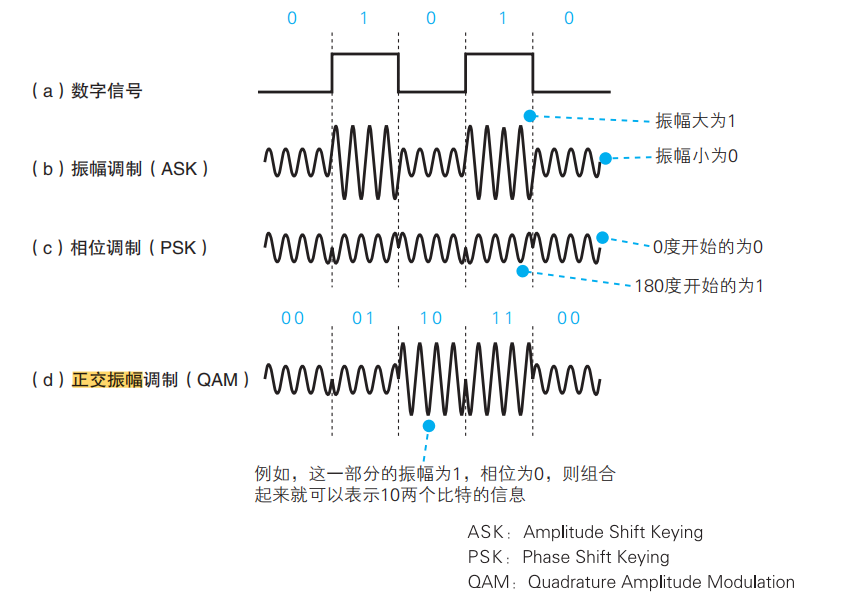 0 1 0 1 0
（a）数字信号
振幅大为1
振幅小为0
（b）振幅调制（ASK）
（c）相位调制（PSK）
0度开始的为0
180度开始的为1
00 01 10 11 00
（d）正交振幅调制（QAM）
例如，这一部分的振幅为1，相位为0，则组合
起来就可以表示10两个比特的信息
ASK：Amplitude Shift Keying
PSK：Phase Shift Keying
QAM：Quadrature Amplitude Modulation